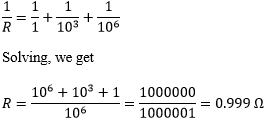 1/R = 1/1 + 1/10³ + 1/10⁶
Solving, we get
R = (10⁶ + 10³ + 1)/10⁶ = 1000000/1000001 = 0.999 Ω